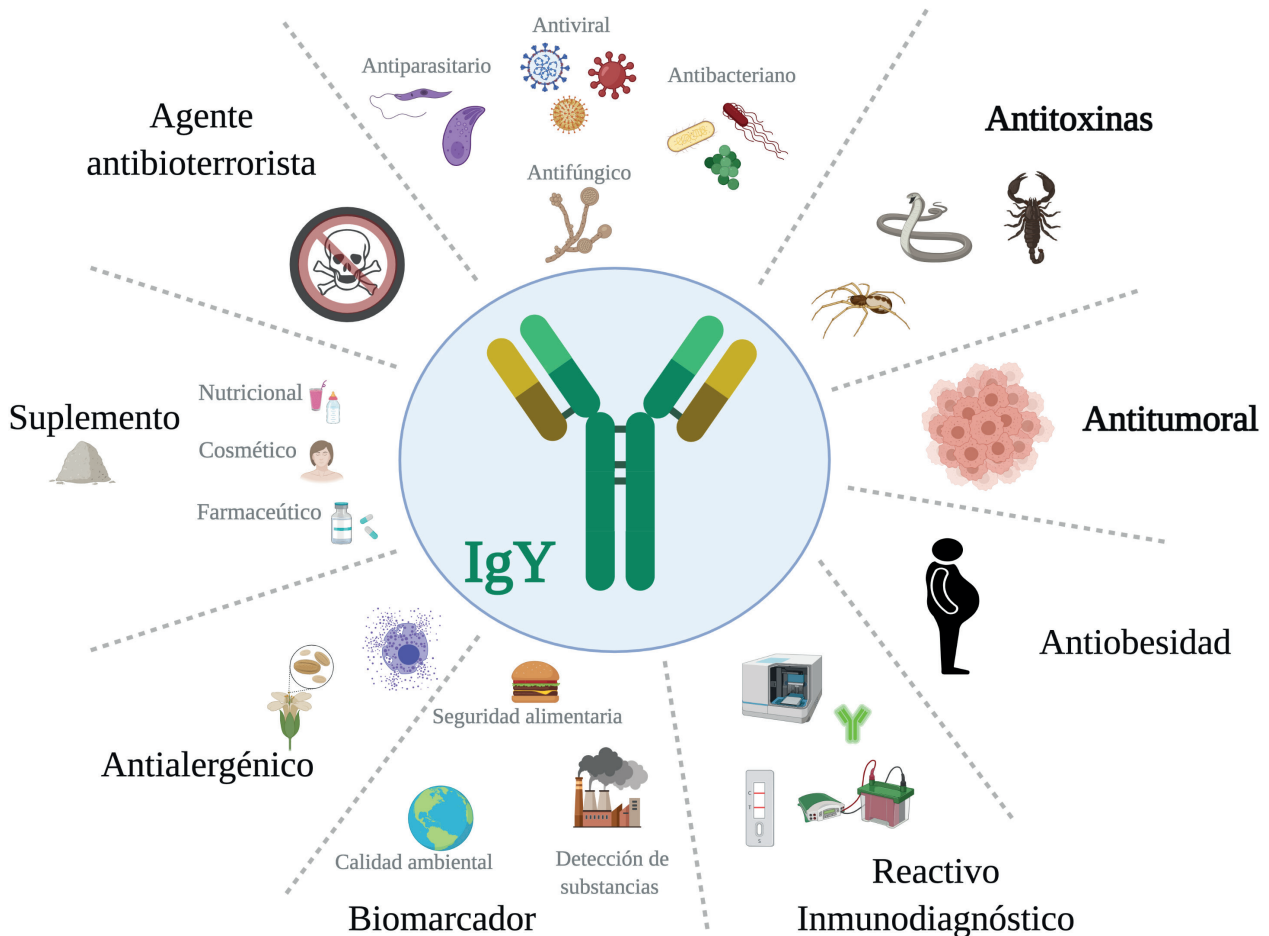 Antiviral
Antiparasitario
Antibacteriano
Antifúngico
Agente
antibioterrorista
Antitoxinas
Suplemento
Nutricional
Cosmético
Farmaceútico
Antitumoral
IgY
Antiobesidad
Antialergénico
Seguridad alimentaria
Calidad ambiental
Detección de
substancias
Biomarcador
C
T
S
Reactivo
Inmunodiagnóstico